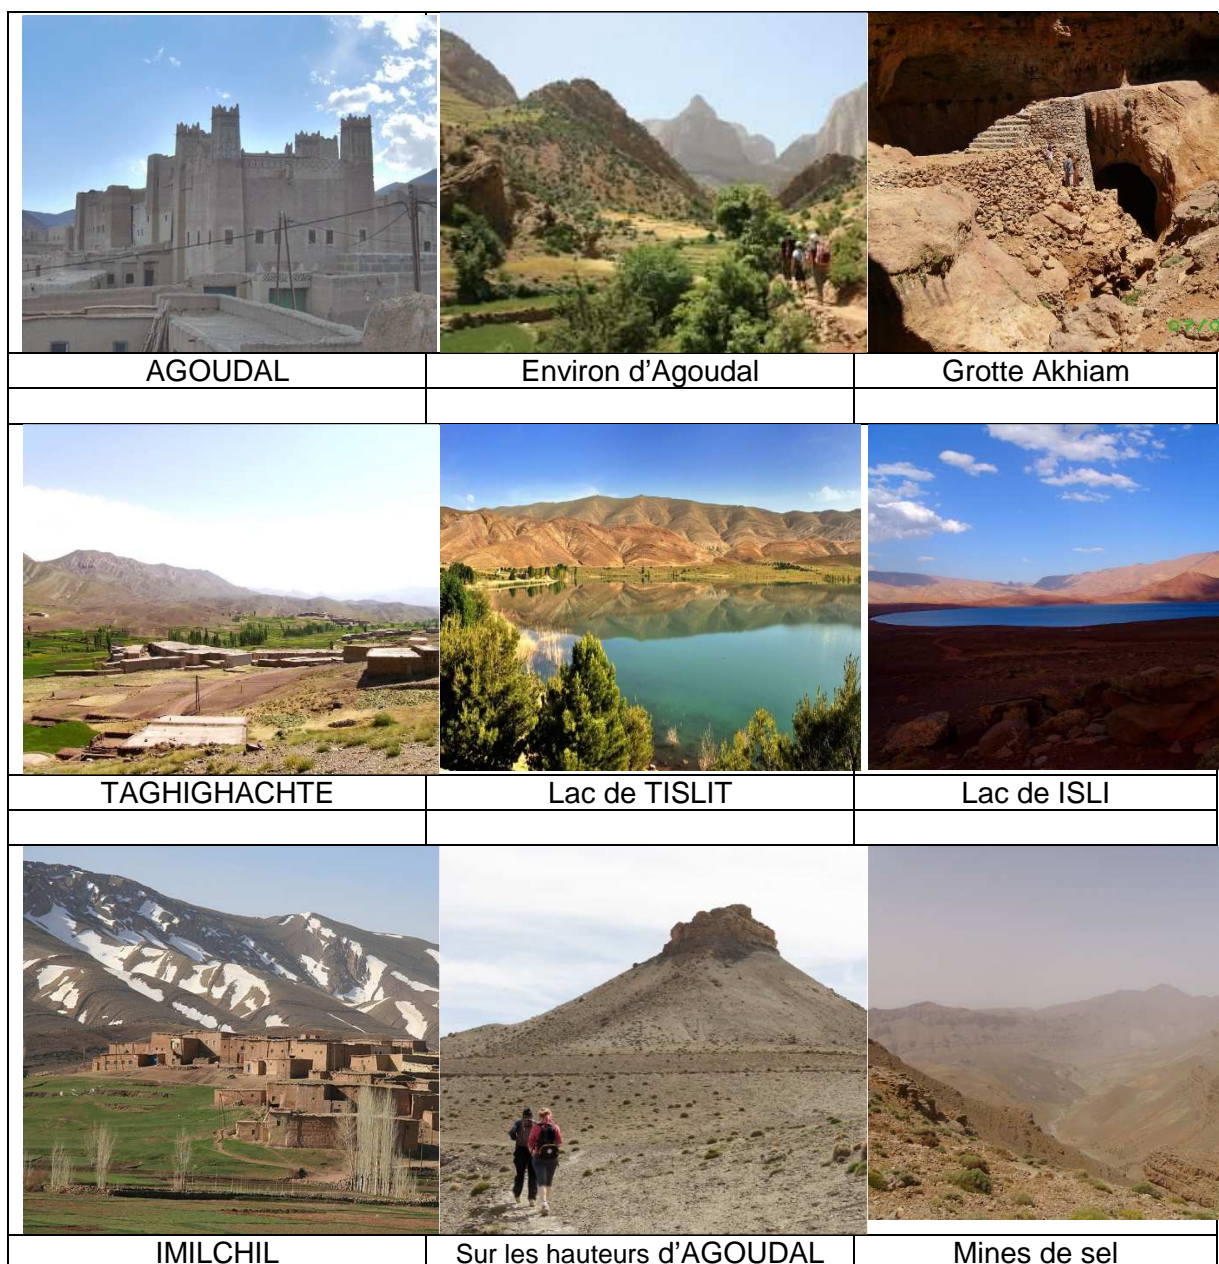 AGOUDAL
Environ d’Agoudal
Grotte Akhiam
TAGHIGHACHTE
Lac de TISLIT
Lac de ISLI
IMILCHIL
Sur les hauteurs d’AGOUDAL
Mines de sel